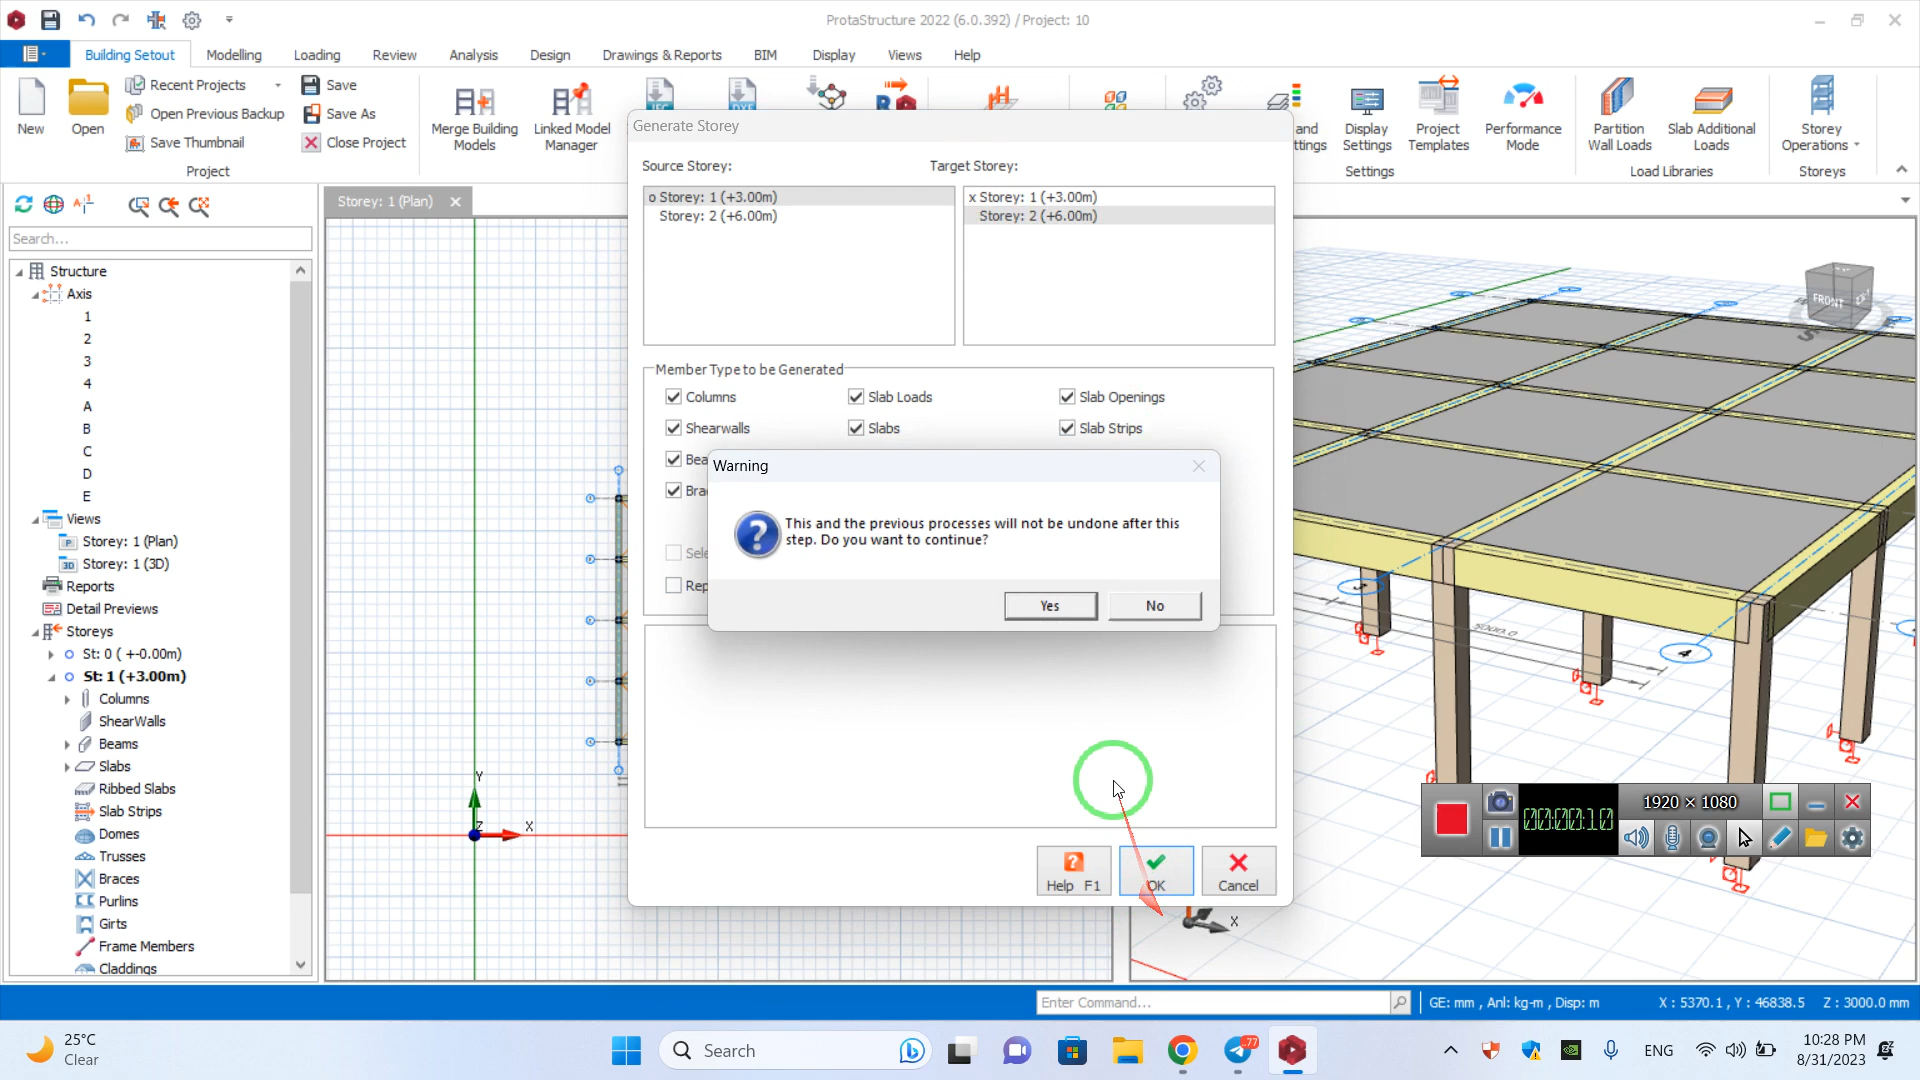 ProtaStructure 2022 (6.0.392) / Project: 10
Building Setout
Modelling
Loading
Review
Analysis
Design
Drawings & Reports
BIM
Display
Views
Help
New
Open
Recent Projects
Open Previous Backup
Save Thumbnail
Save
Save As
Close Project
Project
Merge Building
Models
Linked Model
Manager
Display
Settings
Project
Templates
Performance
Mode
Settings
Partition
Wall Loads
Slab Additional
Loads
Load Libraries
Storey
Operations
Storeys
Search...
Structure
Axis
1
2
3
4
A
B
C
D
E
Views
Storey: 1 (Plan)
Storey: 1 (3D)
Reports
Detail Previews
Storeys
St: 0 ( +-0.00m)
St: 1 (+3.00m)
Columns
ShearWalls
Beams
Slabs
Ribbed Slabs
Slab Strips
Domes
Trusses
Braces
Purlins
Girts
Frame Members
Claddings
Storey: 1 (Plan)
Y
Z
X
Generate Storey
Source Storey:
Target Storey:
o Storey: 1 (+3.00m)
Storey: 2 (+6.00m)
x Storey: 1 (+3.00m)
Storey: 2 (+6.00m)
Member Type to be Generated
Columns
Slab Loads
Slab Openings
Shearwalls
Slabs
Slab Strips
Warning
This and the previous processes will not be undone after this
step. Do you want to continue?
Yes
No
Help F1
OK
Cancel
FRONT
5000.0
4
X
00:00:10
1920 × 1080
Enter Command...
GE: mm , Anl: kg-m , Disp: m
X : 5370.1 , Y : 46838.5
Z : 3000.0 mm
25°C
Clear
Search
77
ENG
10:28 PM
8/31/2023